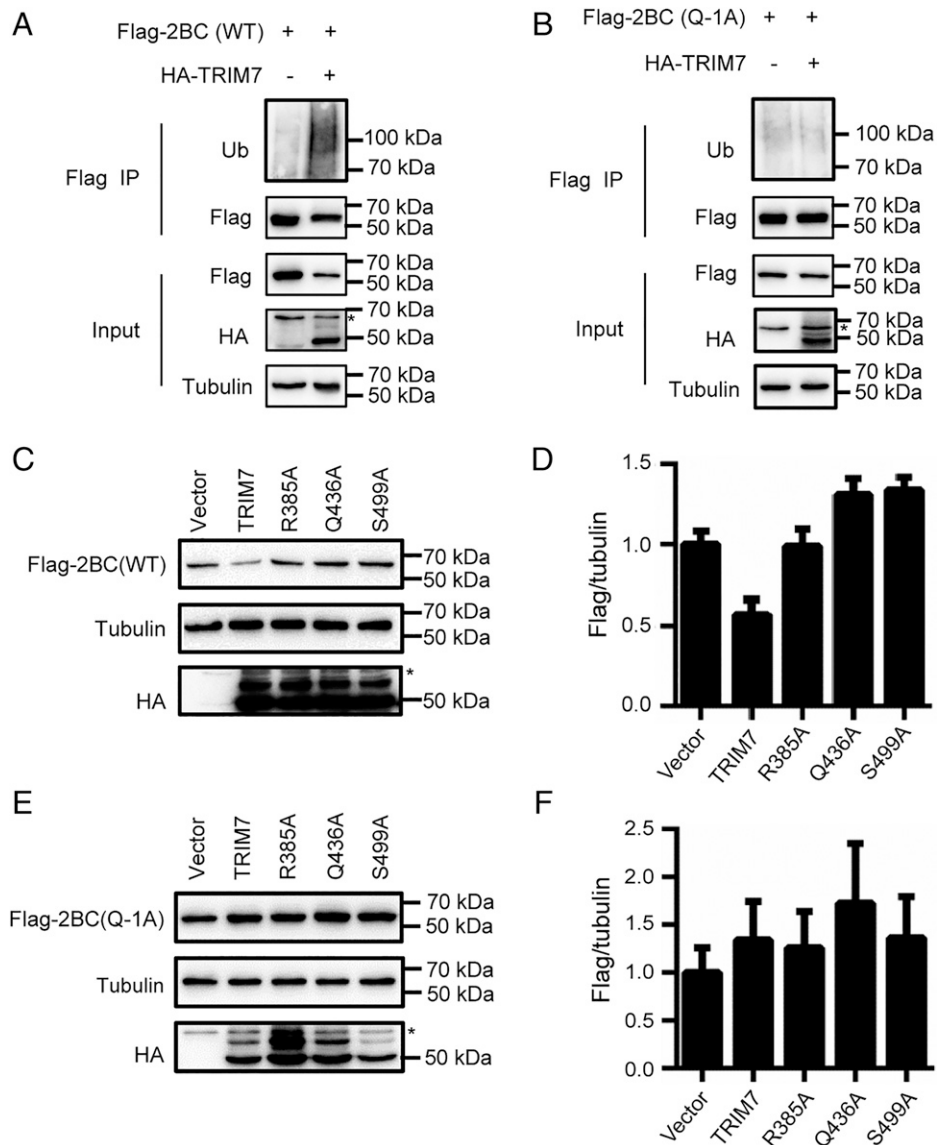 A
Flag-2BC (WT) + +
HA-TRIM7 - +
Flag IP
Ub
100 kDa
70 kDa
Flag
70 kDa
50 kDa
Input
Flag
70 kDa
50 kDa
HA
70 kDa
*
50 kDa
Tubulin
70 kDa
50 kDa
B
Flag-2BC (Q-1A) + +
HA-TRIM7 - +
Flag IP
Ub
100 kDa
70 kDa
Flag
70 kDa
50 kDa
Input
Flag
70 kDa
50 kDa
HA
70 kDa
*
50 kDa
Tubulin
70 kDa
50 kDa
C
Vector TRIM7 R385A Q436A S499A
Flag-2BC(WT)
70 kDa
50 kDa
Tubulin
70 kDa
50 kDa
HA
*
50 kDa
D
Flag/tubulin
1.5
1.0
0.5
0.0
Vector TRIM7 R385A Q436A S499A
E
Vector TRIM7 R385A Q436A S499A
Flag-2BC(Q-1A)
70 kDa
50 kDa
Tubulin
70 kDa
50 kDa
HA
*
50 kDa
F
Flag/tubulin
2.5
2.0
1.5
1.0
0.5
0.0
Vector TRIM7 R385A Q436A S499A